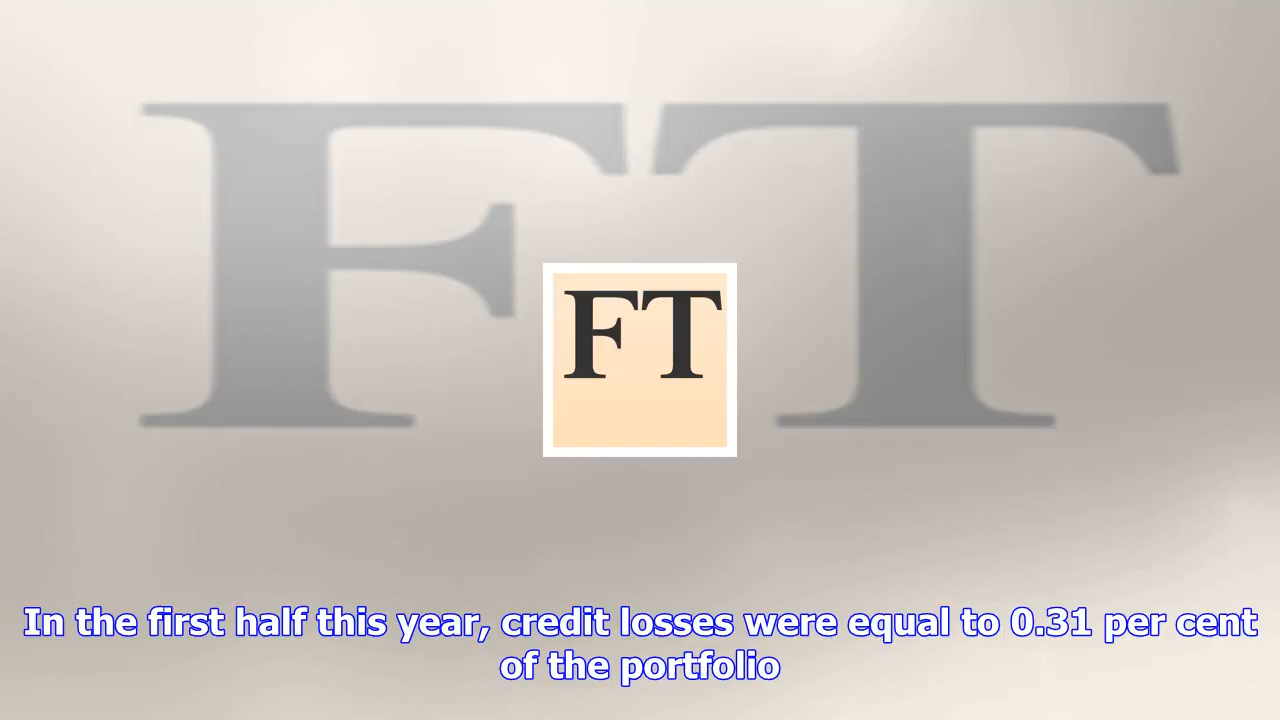 FT
FT
In the first half this year, credit losses were equal to 0.31 per cent
of the portfolio